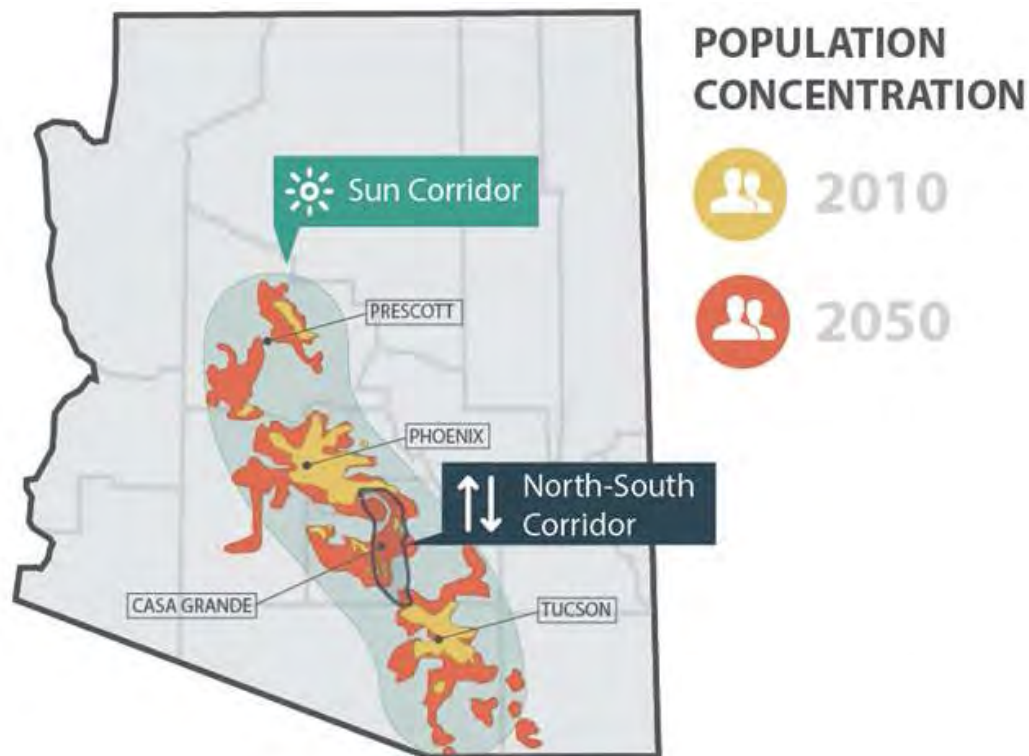 POPULATION
CONCENTRATION
2010
2050
Sun Corridor
PRESCOTT
PHOENIX
North-South
Corridor
CASA GRANDE
TUCSON